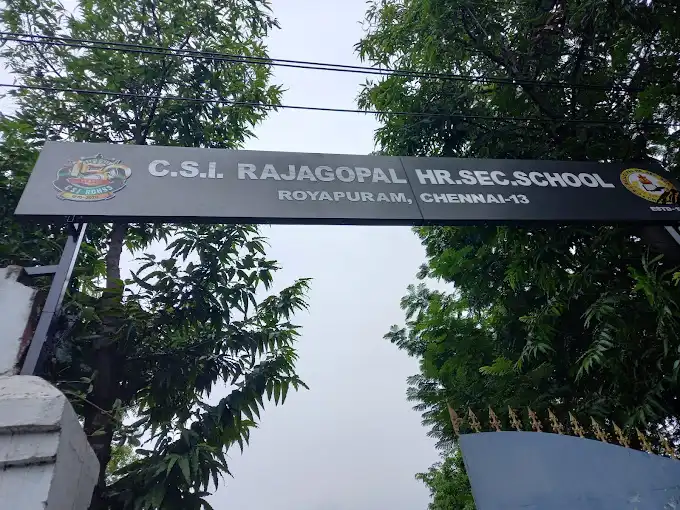 C.S.I. RAJAGOPAL HR.SEC.SCHOOL
ROYAPURAM, CHENNAI-13